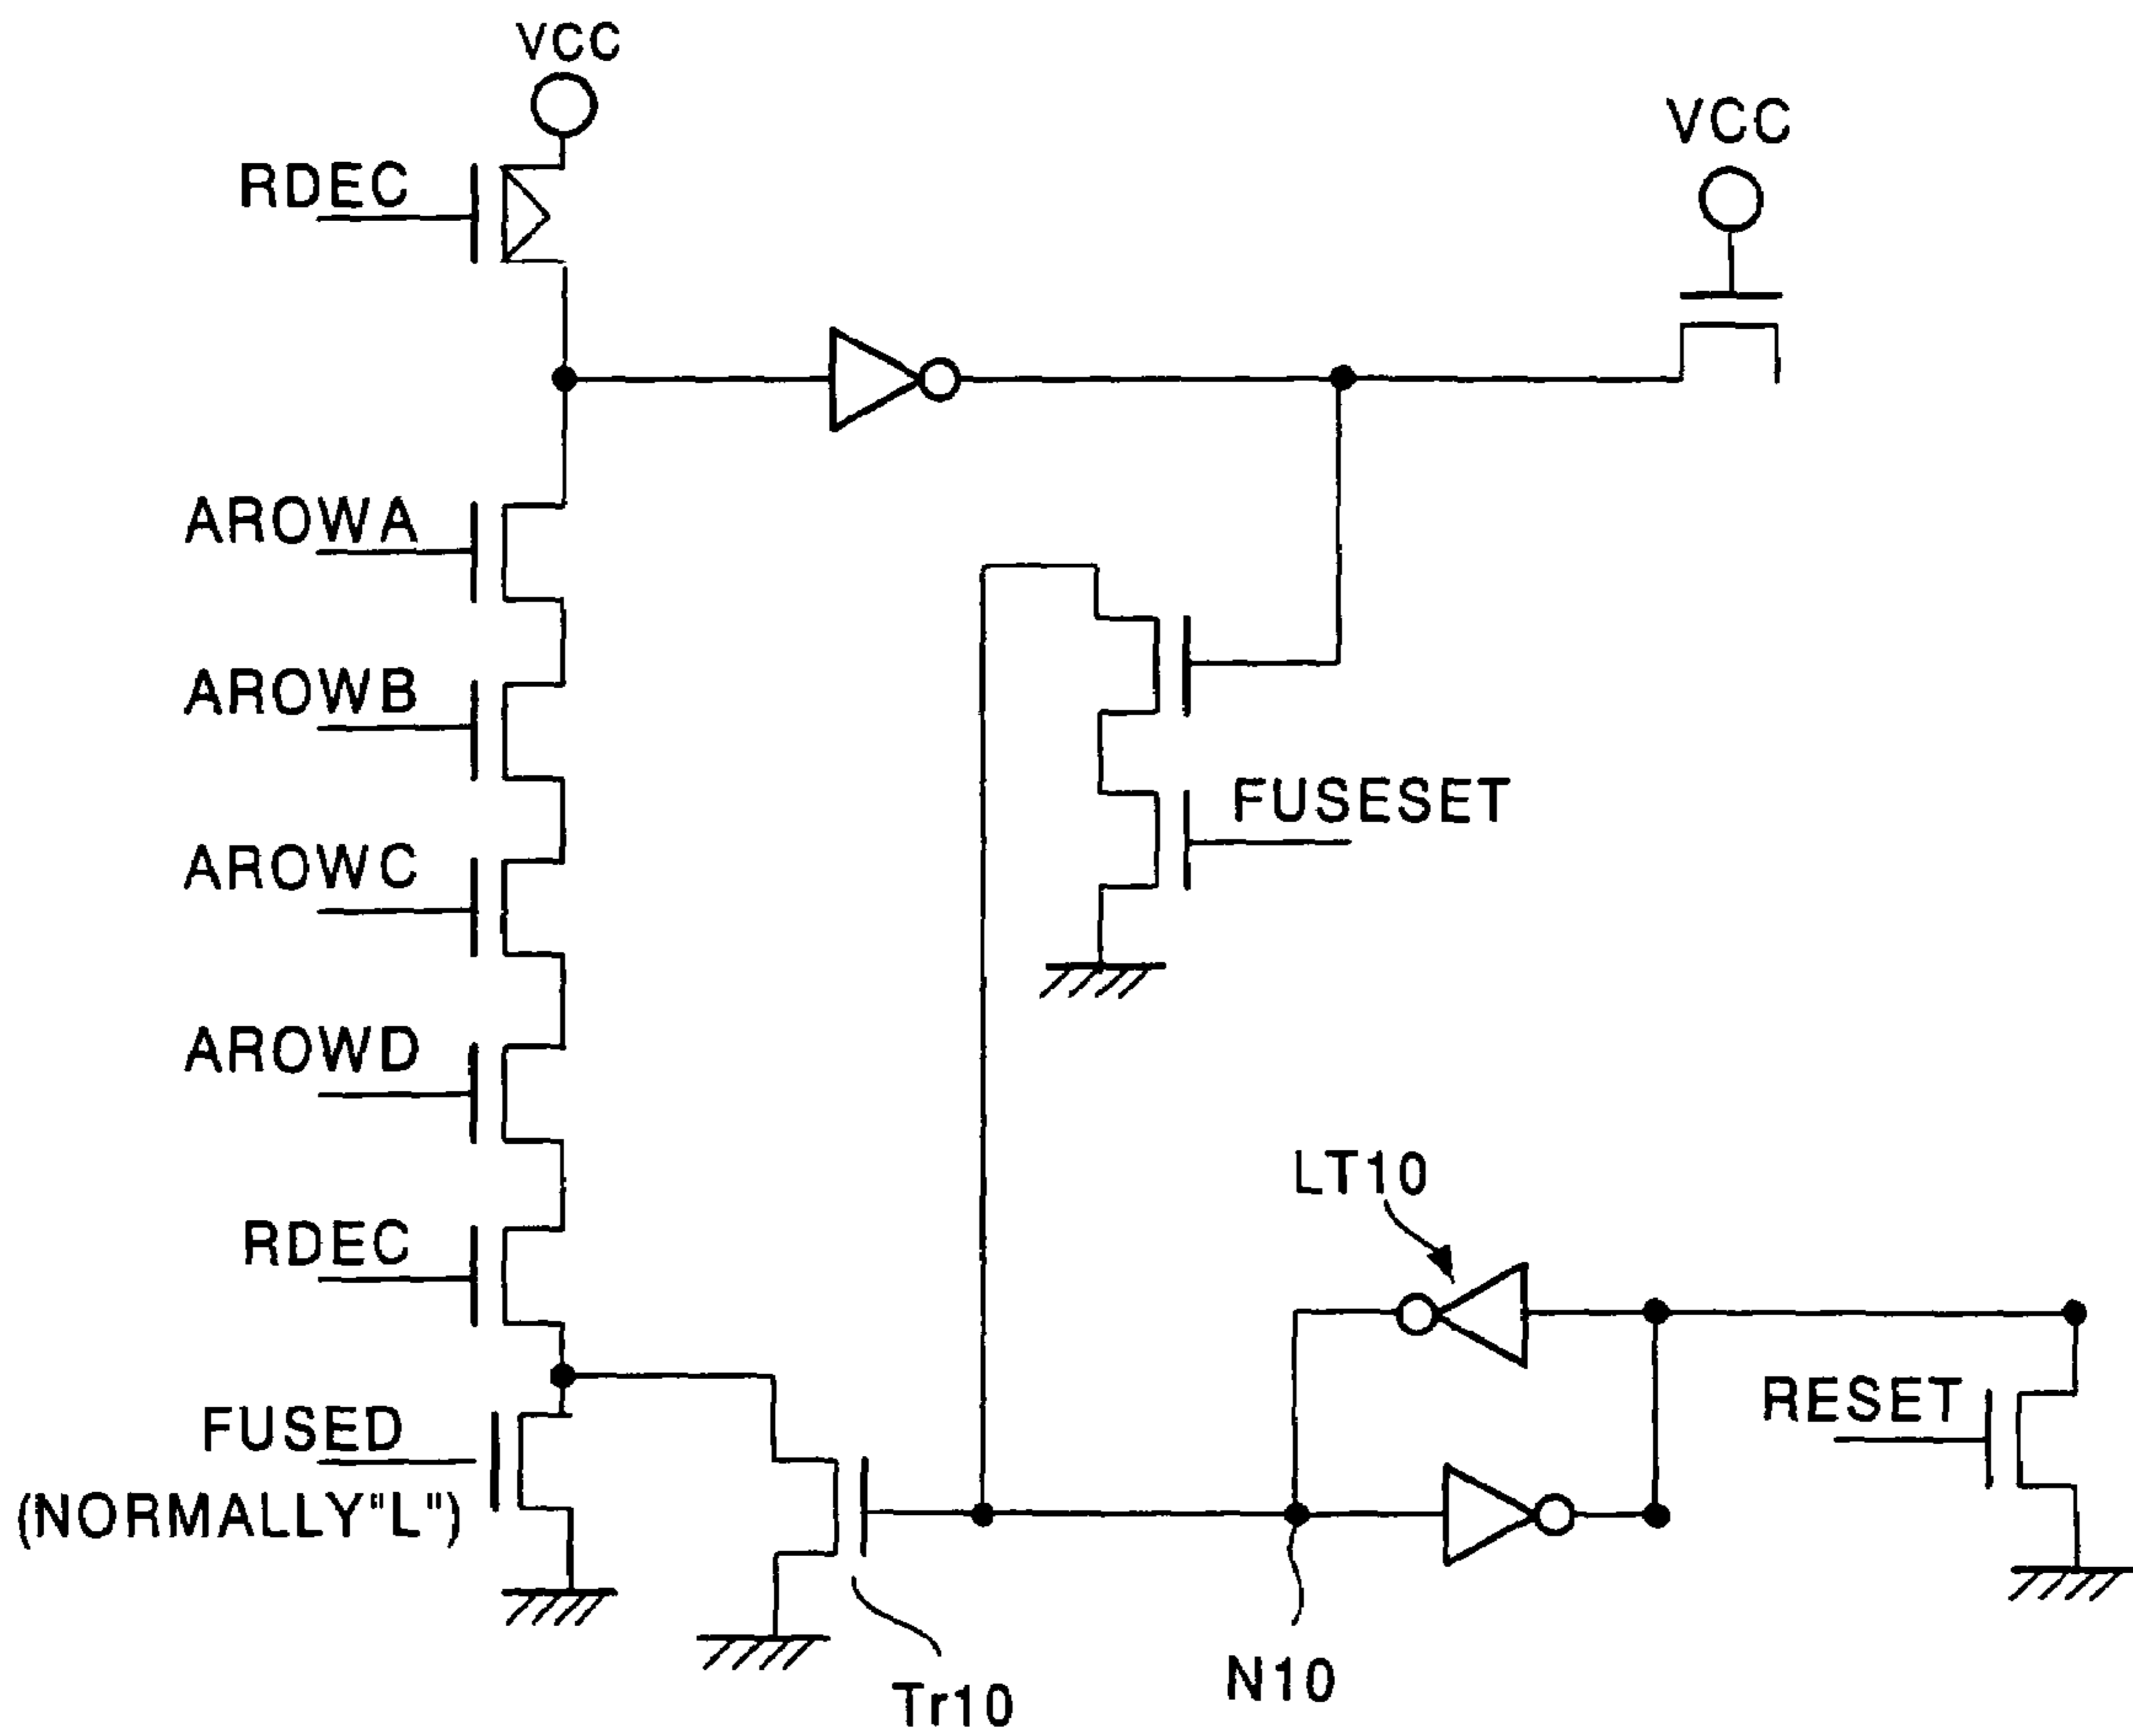 VCC
VCC
RDEC
AROWA
AROWB
FUSESET
AROWC
AROWD
LT10
RDEC
RESET
FUSED
(NORMALLY"L")
N10
Tr10